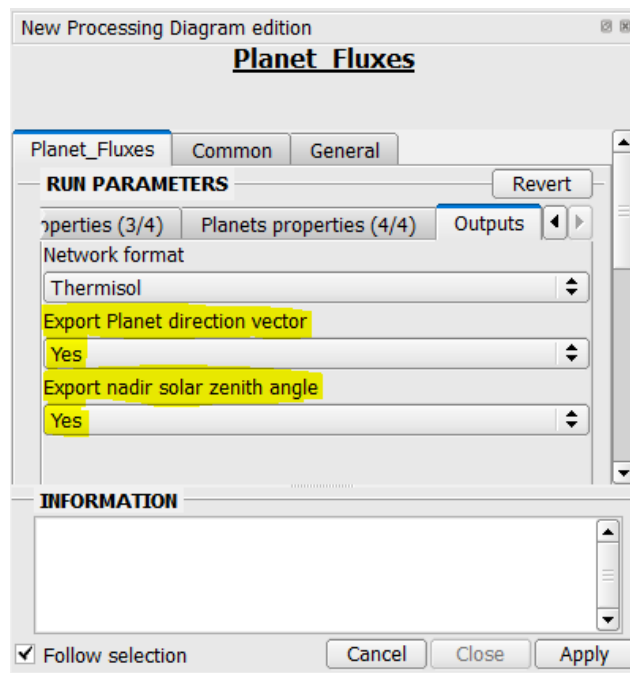 New Processing Diagram edition
Planet_Fluxes
Planet_Fluxes Common General
RUN PARAMETERS Revert
operties (3/4) Planets properties (4/4) Outputs
Network format
Thermisol
Export Planet direction vector
Yes
Export nadir solar zenith angle
Yes
INFORMATION
Follow selection Cancel Close Apply